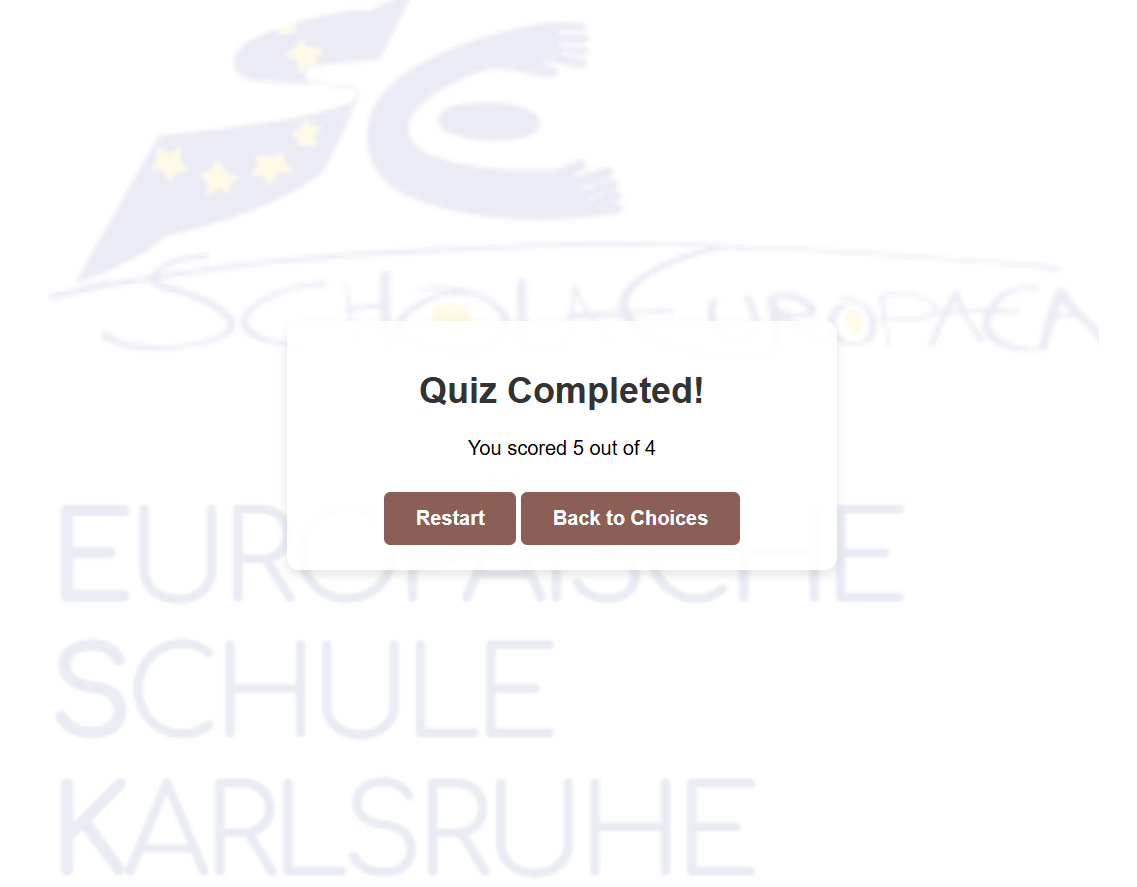 SCHOLA EUROPAEA
Quiz Completed!
You scored 5 out of 4
Restart
Back to Choices
EUROPÄISCHE
SCHULE
KARLSRUHE